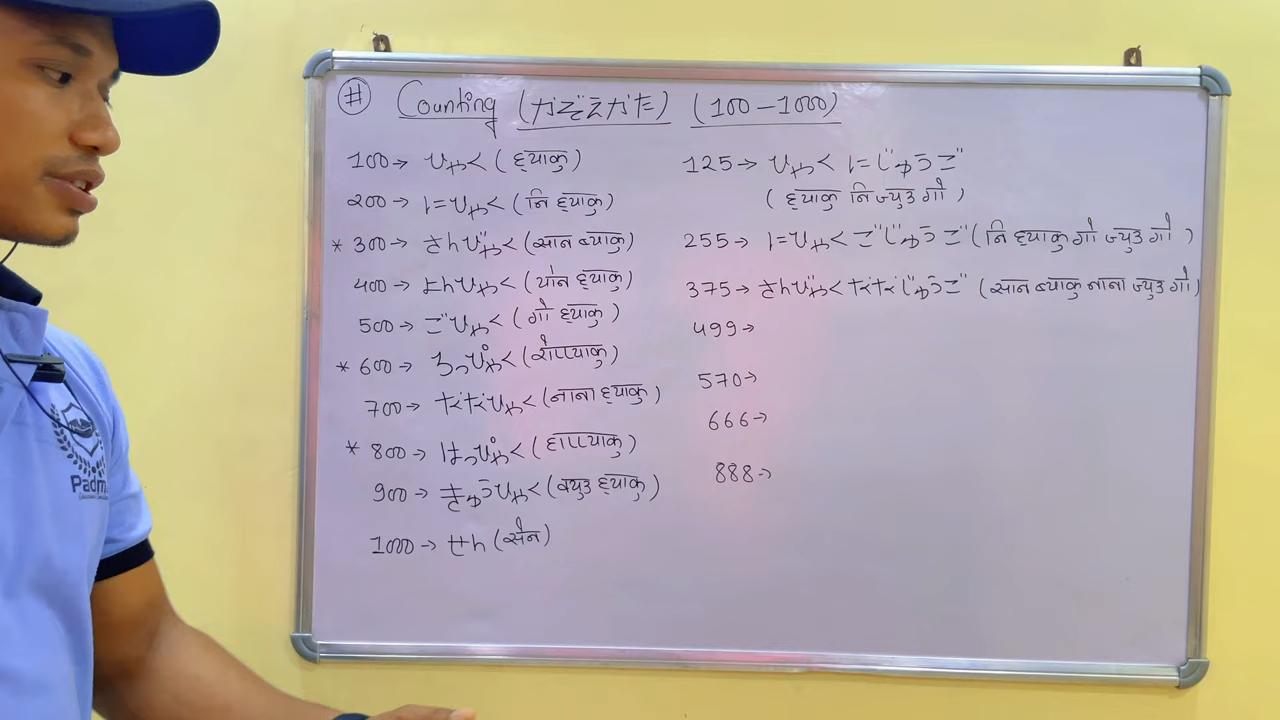 # Counting (かぞえかた) (100-1000)
100→ ひゃく (ह्याकु)
200→ にひゃく (नि ह्याकु)
* 300→ さんびゃく (सान ब्याकु)
400→ よんひゃく (योन ह्याकु)
500→ ごひゃく (गो ह्याकु)
* 600→ ろっぴゃく (रोप्प्याकु)
700→ ななひゃく (नाना ह्याकु)
* 800→ はっぴゃく (हाप्प्याकु)
900→ きゅうひゃく (क्युउ ह्याकु)
1000→ せん (सेन)
125→ ひゃく にじゅうご
(ह्याकु नि ज्युउ गो)
255→ にひゃく ごじゅうご (नि ह्याकु गो ज्युउ गो)
375→ さんびゃく ななじゅうご (सान ब्याकु नाना ज्युउ गो)
499→
570→
666→
888→